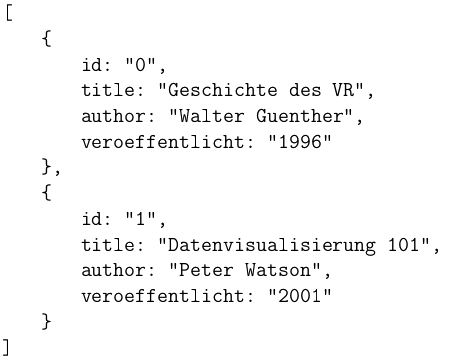 [
    {
        id: "0",
        title: "Geschichte des VR",
        author: "Walter Guenther",
        veroeffentlicht: "1996"
    },
    {
        id: "1",
        title: "Datenvisualisierung 101",
        author: "Peter Watson",
        veroeffentlicht: "2001"
    }
]